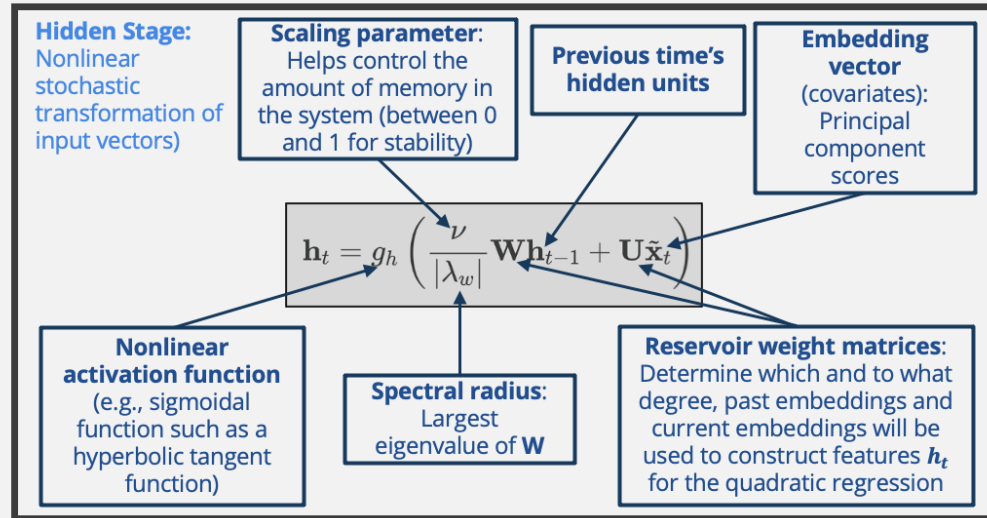 Hidden Stage:
Nonlinear
stochastic
transformation of
input vectors)
Scaling parameter:
Helps control the
amount of memory in
the system (between 0
and 1 for stability)
Previous time's
hidden units
Embedding
vector
(covariates):
Principal
component
scores
h_t = g_h ( ν / |λ_w| W h_{t−1} + U x̃_t )
Nonlinear
activation function
(e.g., sigmoidal
function such as a
hyperbolic tangent
function)
Spectral radius:
Largest
eigenvalue of W
Reservoir weight matrices:
Determine which and to what
degree, past embeddings and
current embeddings will be
used to construct features h_t
for the quadratic regression